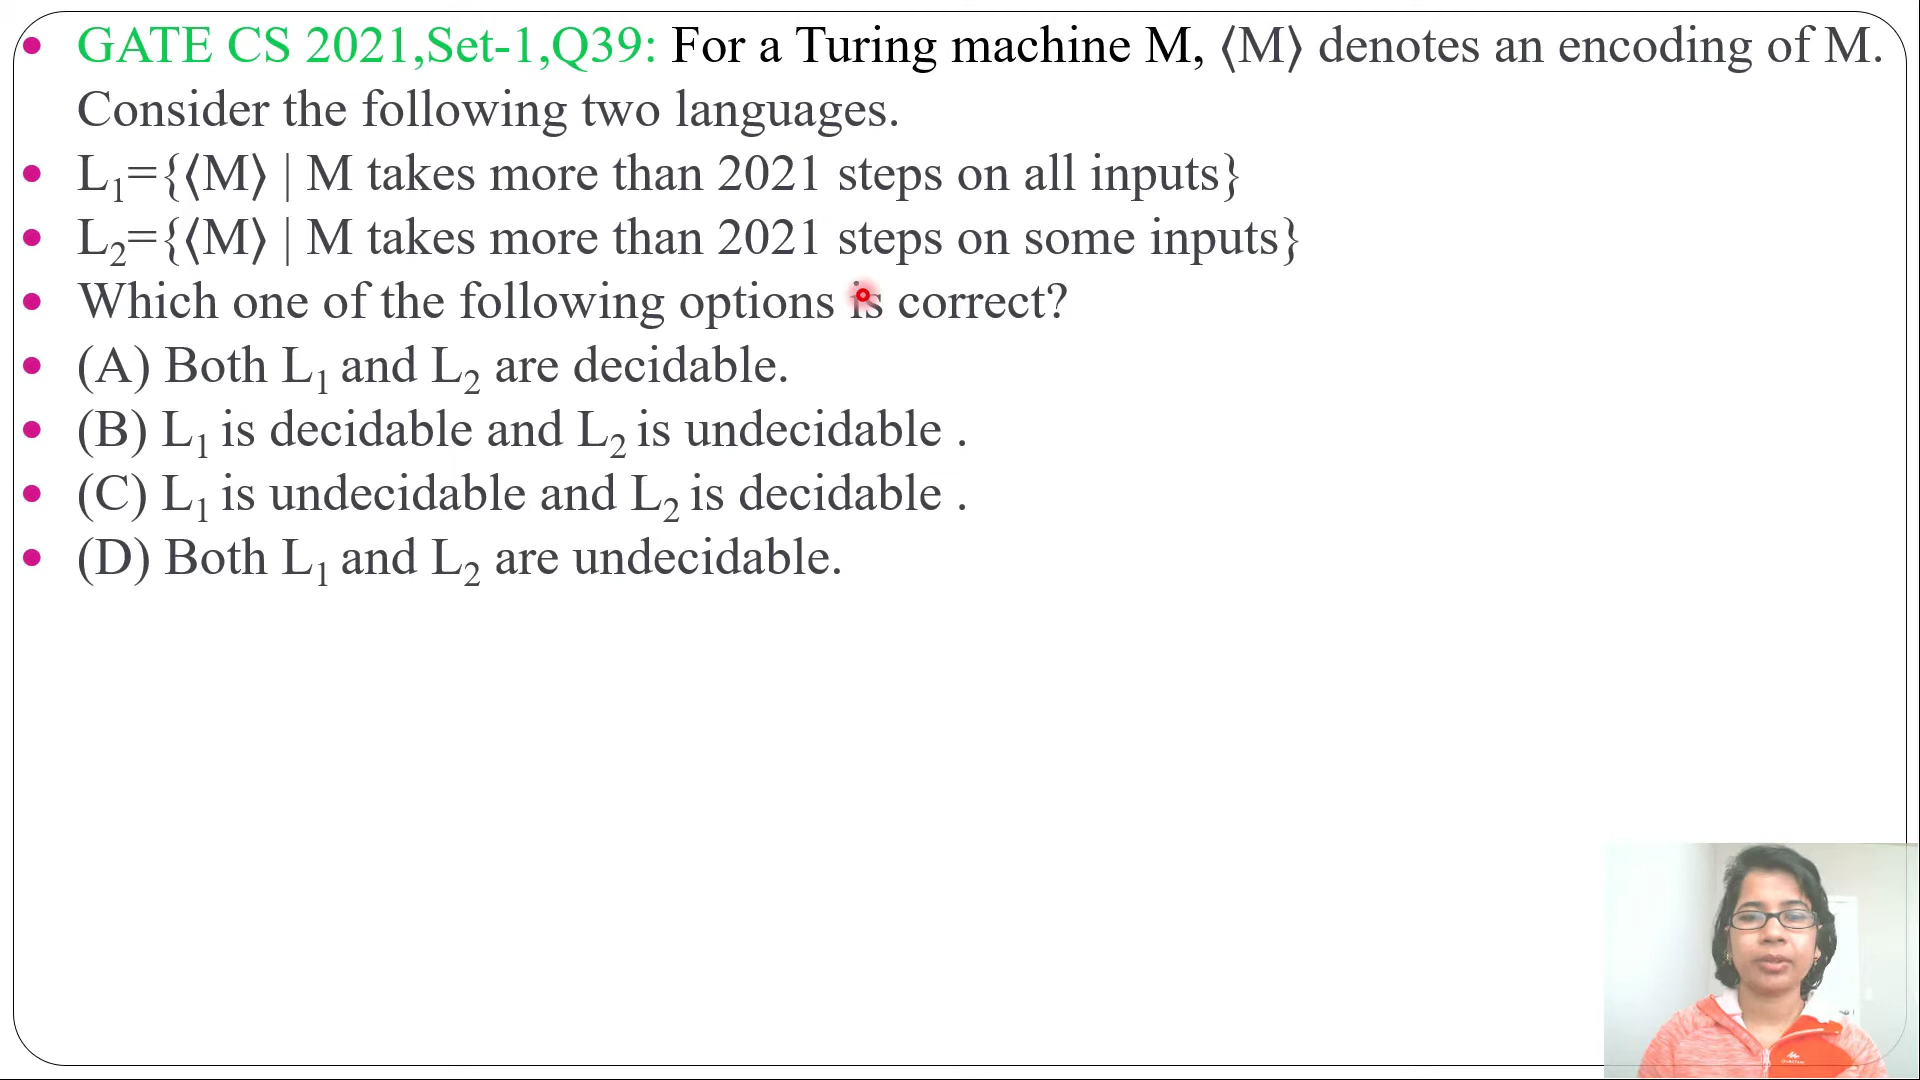 GATE CS 2021,Set-1,Q39: For a Turing machine M, ⟨M⟩ denotes an encoding of M.
Consider the following two languages.
L₁={⟨M⟩ | M takes more than 2021 steps on all inputs}
L₂={⟨M⟩ | M takes more than 2021 steps on some inputs}
Which one of the following options is correct?
(A) Both L₁ and L₂ are decidable.
(B) L₁ is decidable and L₂ is undecidable .
(C) L₁ is undecidable and L₂ is decidable .
(D) Both L₁ and L₂ are undecidable.